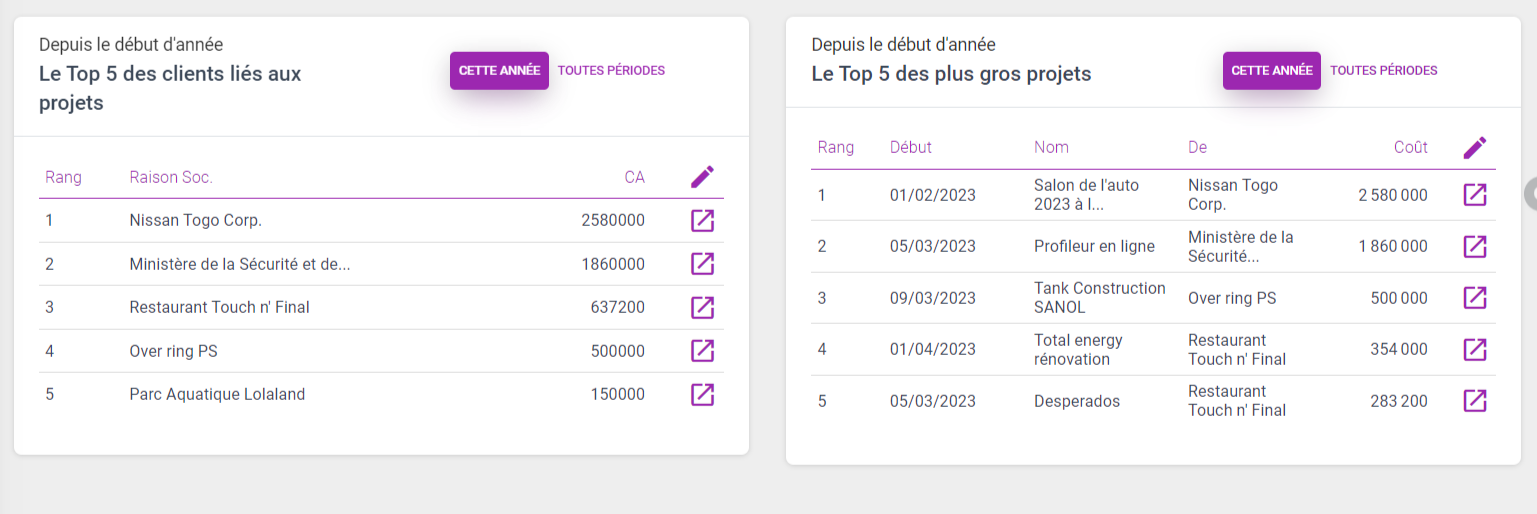 Depuis le début d'année
Le Top 5 des clients liés aux
projets
CETTE ANNÉE TOUTES PÉRIODES
Rang Raison Soc. CA
1 Nissan Togo Corp. 2580000
2 Ministère de la Sécurité et de... 1860000
3 Restaurant Touch n' Final 637200
4 Over ring PS 500000
5 Parc Aquatique Lolaland 150000
Depuis le début d'année
Le Top 5 des plus gros projets
CETTE ANNÉE TOUTES PÉRIODES
Rang Début Nom De Coût
1 01/02/2023 Salon de l'auto 2023 à l... Nissan Togo Corp. 2 580 000
2 05/03/2023 Profileur en ligne Ministère de la Sécurité... 1 860 000
3 09/03/2023 Tank Construction SANOL Over ring PS 500 000
4 01/04/2023 Total energy rénovation Restaurant Touch n' Final 354 000
5 05/03/2023 Desperados Restaurant Touch n' Final 283 200